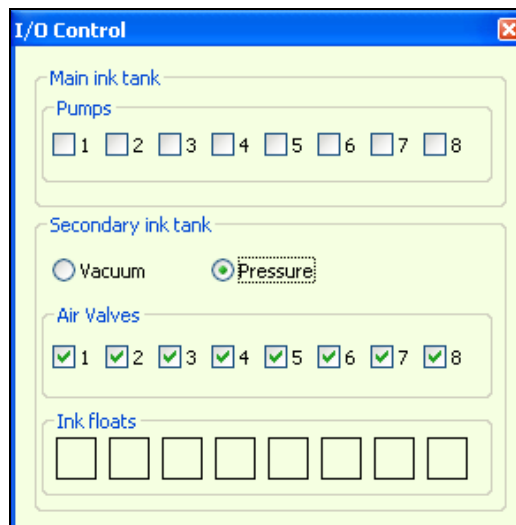 I/O Control
Main ink tank
Pumps
1 2 3 4 5 6 7 8
Secondary ink tank
Vacuum Pressure
Air Valves
1 2 3 4 5 6 7 8
Ink floats